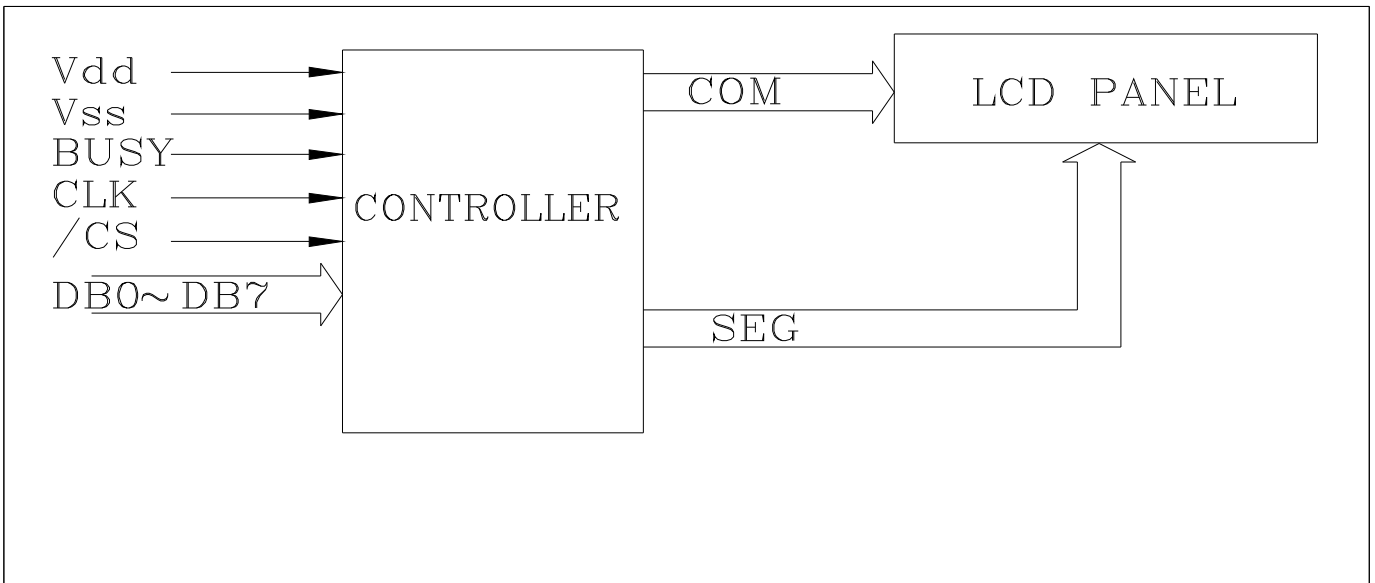 Vdd
Vss
BUSY
CLK
/CS
DB0~DB7
CONTROLLER
COM
LCD PANEL
SEG